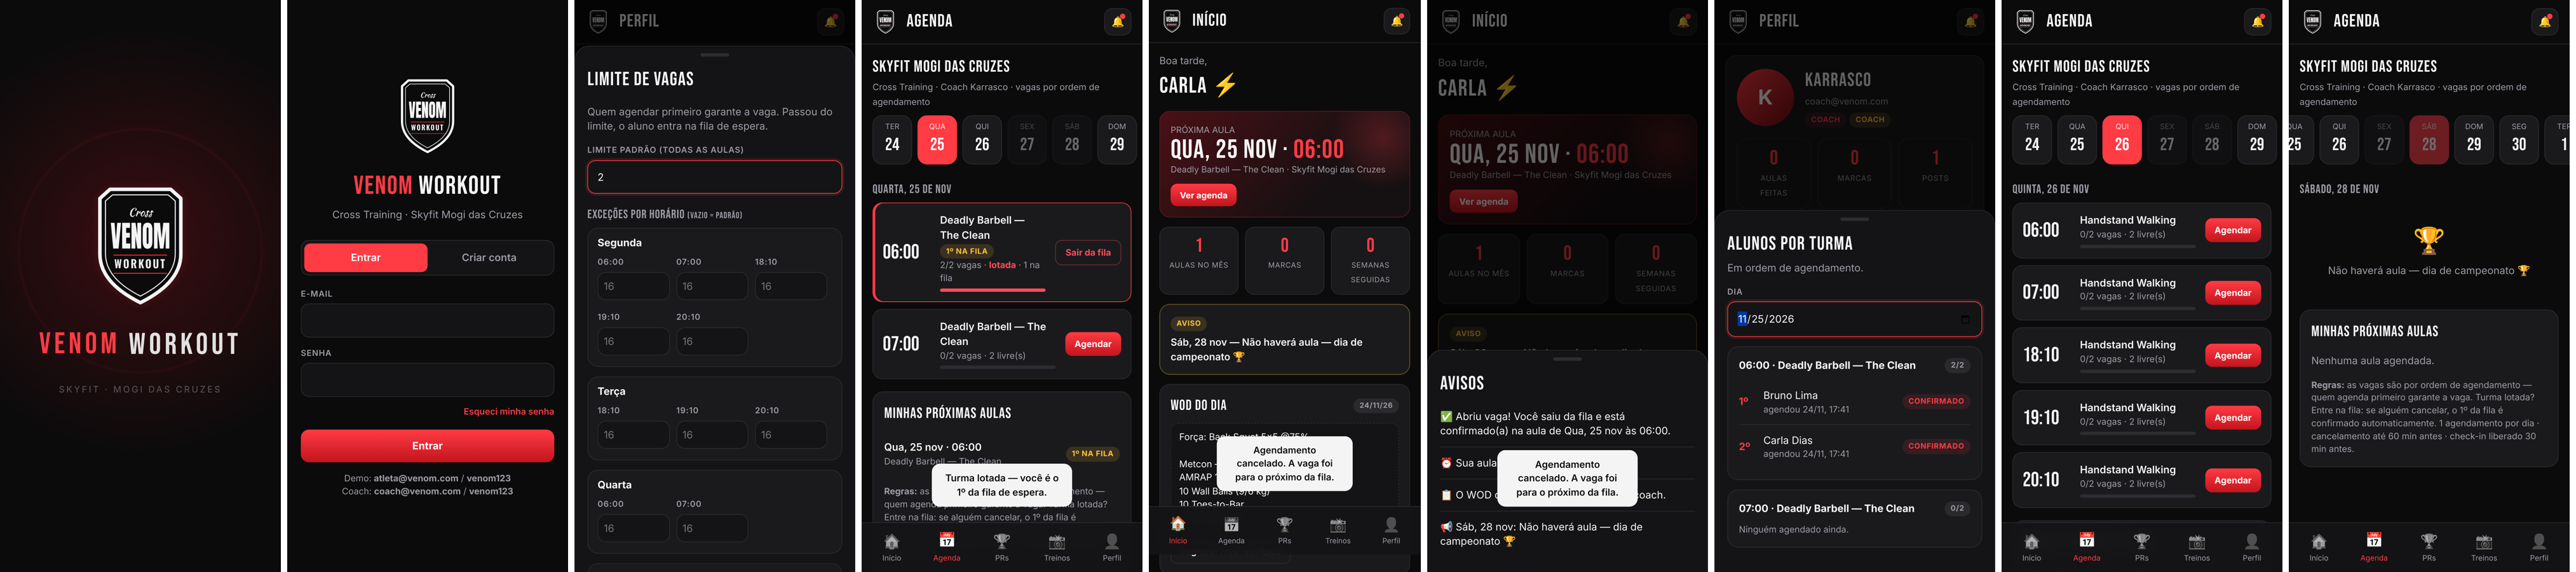 Cross
VENOM
WORKOUT
VENOM WORKOUT
SKYFIT · MOGI DAS CRUZES
Cross
VENOM
WORKOUT
VENOM WORKOUT
Cross Training · Skyfit Mogi das Cruzes
Entrar
Criar conta
E-MAIL
SENHA
Esqueci minha senha
Entrar
Demo: atleta@venom.com / venom123
Coach: coach@venom.com / venom123
PERFIL
LIMITE DE VAGAS
Quem agendar primeiro garante a vaga. Passou do
limite, o aluno entra na fila de espera.
LIMITE PADRÃO (TODAS AS AULAS)
2
EXCEÇÕES POR HORÁRIO (VAZIO = PADRÃO)
Segunda
06:00 07:00 18:10
16 16 16
19:10 20:10
16 16
Terça
18:10 19:10 20:10
16 16 16
Quarta
06:00 07:00
16 16
AGENDA
SKYFIT MOGI DAS CRUZES
Cross Training · Coach Karrasco · vagas por ordem de
agendamento
TER QUA QUI SEX SÁB DOM
24 25 26 27 28 29
QUARTA, 25 DE NOV
06:00
Deadly Barbell —
The Clean
1º NA FILA
2/2 vagas · lotada · 1 na
fila
Sair da fila
07:00
Deadly Barbell — The
Clean
0/2 vagas · 2 livre(s)
Agendar
MINHAS PRÓXIMAS AULAS
Qua, 25 nov · 06:00
Deadly Barbell — The Clean
1º NA FILA
Turma lotada — você é o
1º da fila de espera.
Regras: as
quem agenda lotada?
Entre na fila: se alguém cancelar, o 1º da fila é
Início Agenda PRs Treinos Perfil
INÍCIO
Boa tarde,
CARLA ⚡
PRÓXIMA AULA
QUA, 25 NOV · 06:00
Deadly Barbell — The Clean · Skyfit Mogi das Cruzes
Ver agenda
1 0 0
AULAS NO MÊS MARCAS SEMANAS
SEGUIDAS
AVISO
Sáb, 28 nov — Não haverá aula — dia de
campeonato 🏆
WOD DO DIA
24/11/26
Força: Back Squat 5x5 @75%
Metcon
AMRAP
10 Wall Balls (9/6 kg)
10 Toes-to-Bar
Agendamento
cancelado. A vaga foi
para o próximo da fila.
Início Agenda PRs Treinos Perfil
INÍCIO
Boa tarde,
CARLA ⚡
PRÓXIMA AULA
QUA, 25 NOV · 06:00
Deadly Barbell — The Clean · Skyfit Mogi das Cruzes
Ver agenda
1 0 0
AULAS NO MÊS MARCAS SEMANAS
SEGUIDAS
AVISO
AVISOS
✅ Abriu vaga! Você saiu da fila e está
confirmado(a) na aula de Qua, 25 nov às 06:00.
⏰ Sua aula
📋 O WOD coach.
Agendamento
cancelado. A vaga foi
para o próximo da fila.
📢 Sáb, 28 nov: Não haverá aula — dia de
campeonato 🏆
PERFIL
K
KARRASCO
coach@venom.com
COACH COACH
0 0 1
AULAS MARCAS POSTS
FEITAS
ALUNOS POR TURMA
Em ordem de agendamento.
DIA
11/25/2026
06:00 · Deadly Barbell — The Clean
2/2
1º Bruno Lima
agendou 24/11, 17:41
CONFIRMADO
2º Carla Dias
agendou 24/11, 17:41
CONFIRMADO
07:00 · Deadly Barbell — The Clean
0/2
Ninguém agendado ainda.
AGENDA
SKYFIT MOGI DAS CRUZES
Cross Training · Coach Karrasco · vagas por ordem de
agendamento
TER QUA QUI SEX SÁB DOM
24 25 26 27 28 29
QUINTA, 26 DE NOV
06:00
Handstand Walking
0/2 vagas · 2 livre(s)
Agendar
07:00
Handstand Walking
0/2 vagas · 2 livre(s)
Agendar
18:10
Handstand Walking
0/2 vagas · 2 livre(s)
Agendar
19:10
Handstand Walking
0/2 vagas · 2 livre(s)
Agendar
20:10
Handstand Walking
0/2 vagas · 2 livre(s)
Agendar
Início Agenda PRs Treinos Perfil
AGENDA
SKYFIT MOGI DAS CRUZES
Cross Training · Coach Karrasco · vagas por ordem de
agendamento
QUA QUI SEX SÁB DOM SEG
25 26 27 28 29 30
SÁBADO, 28 DE NOV
🏆
Não haverá aula — dia de campeonato 🏆
MINHAS PRÓXIMAS AULAS
Nenhuma aula agendada.
Regras: as vagas são por ordem de agendamento —
quem agenda primeiro garante a vaga. Turma lotada?
Entre na fila: se alguém cancelar, o 1º da fila é
confirmado automaticamente. 1 agendamento por dia ·
cancelamento até 60 min antes · check-in liberado 30
min antes.
Início Agenda PRs Treinos Perfil